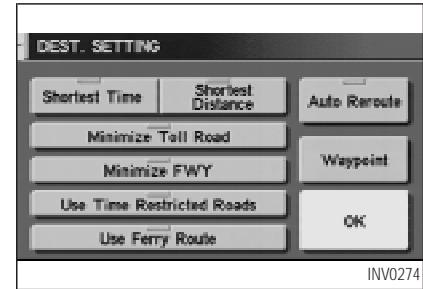 DEST. SETTING
Shortest Time
Shortest
Distance
Auto Reroute
Minimize Toll Road
Minimize FWY
Waypoint
Use Time Restricted Roads
Use Ferry Route
OK
INV0274